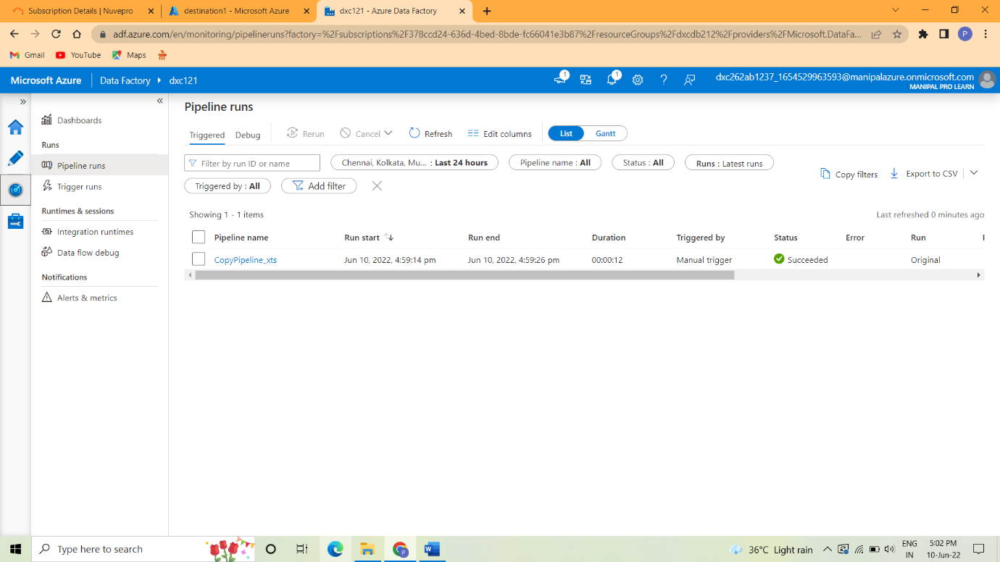 Subscription Details | Nuvepro
destination1 - Microsoft Azure
dxc121 - Azure Data Factory
adf.azure.com/en/monitoring/pipelineruns?factory=%2Fsubscriptions%2F378ccd24-636d-4bed-8bde-fc66041e3b87%2FresourceGroups%2Fdxcdb212%2Fproviders%2FMicrosoft.DataFa...
P
Gmail YouTube Maps
Microsoft Azure Data Factory dxc121
1 1
dxc262ab1237_1654529963593@manipalazure.onmicrosoft.com
MANIPAL PRO LEARN
Dashboards
Runs
Pipeline runs
Trigger runs
Runtimes & sessions
Integration runtimes
Data flow debug
Notifications
Alerts & metrics
Pipeline runs
Triggered Debug Rerun Cancel Refresh Edit columns List Gantt
Filter by run ID or name Chennai, Kolkata, Mu... : Last 24 hours Pipeline name : All Status : All Runs : Latest runs
Triggered by : All Add filter
Copy filters Export to CSV
Showing 1 - 1 items
Last refreshed 0 minutes ago
Pipeline name Run start Run end Duration Triggered by Status Error Run
CopyPipeline_xts Jun 10, 2022, 4:59:14 pm Jun 10, 2022, 4:59:26 pm 00:00:12 Manual trigger Succeeded Original
Type here to search
36°C Light rain
ENG
IN
5:02 PM
10-Jun-22